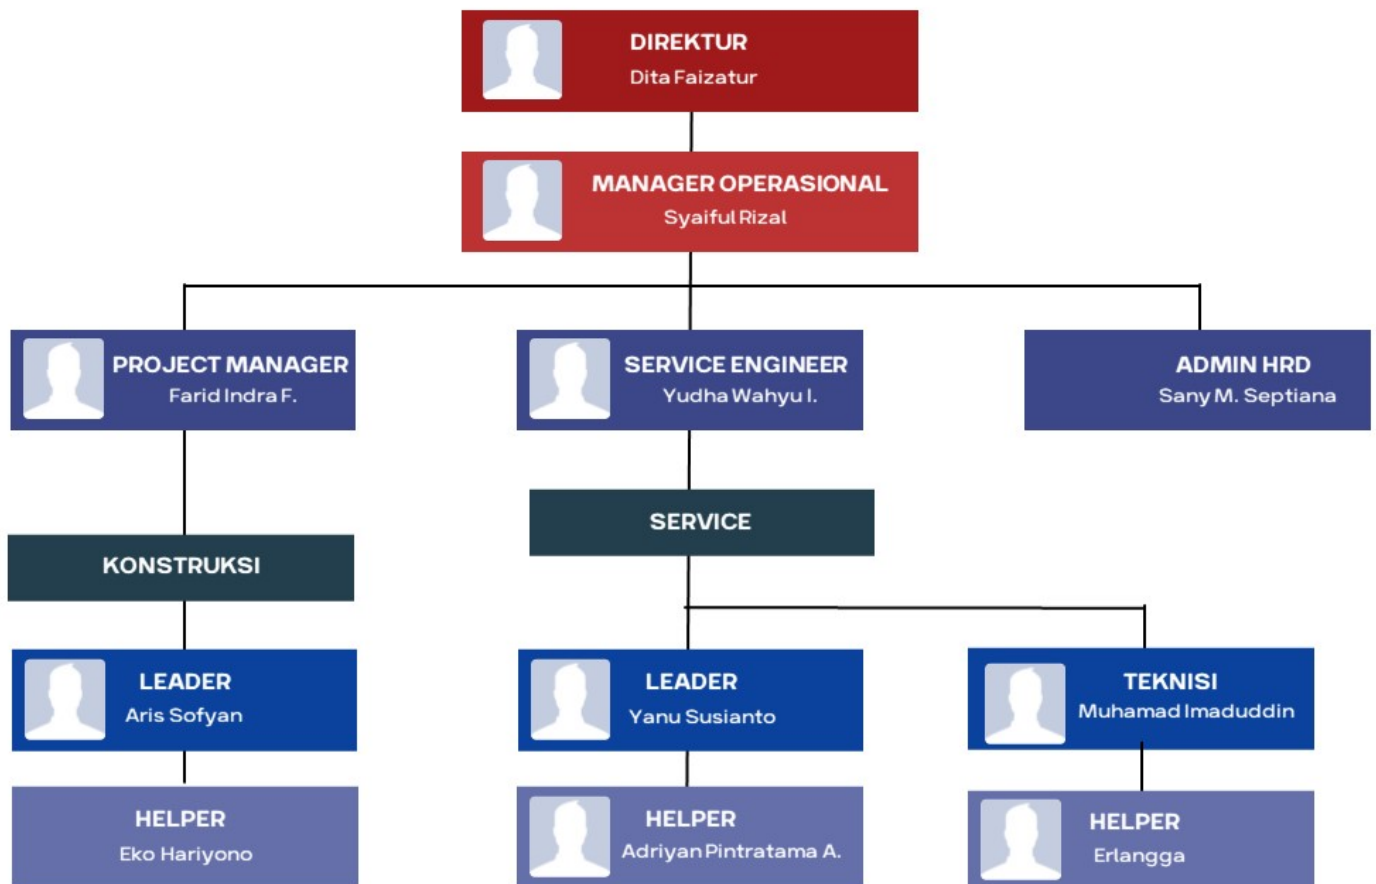 DIREKTUR
Dita Faizatur
MANAGER OPERASIONAL
Syaiful Rizal
PROJECT MANAGER
Farid Indra F.
SERVICE ENGINEER
Yudha Wahyu I.
ADMIN HRD
Sany M. Septiana
SERVICE
KONSTRUKSI
LEADER
Aris Sofyan
LEADER
Yanu Susianto
TEKNISI
Muhamad Imaduddin
HELPER
Eko Hariyono
HELPER
Adriyan Pintratama A.
HELPER
Erlangga